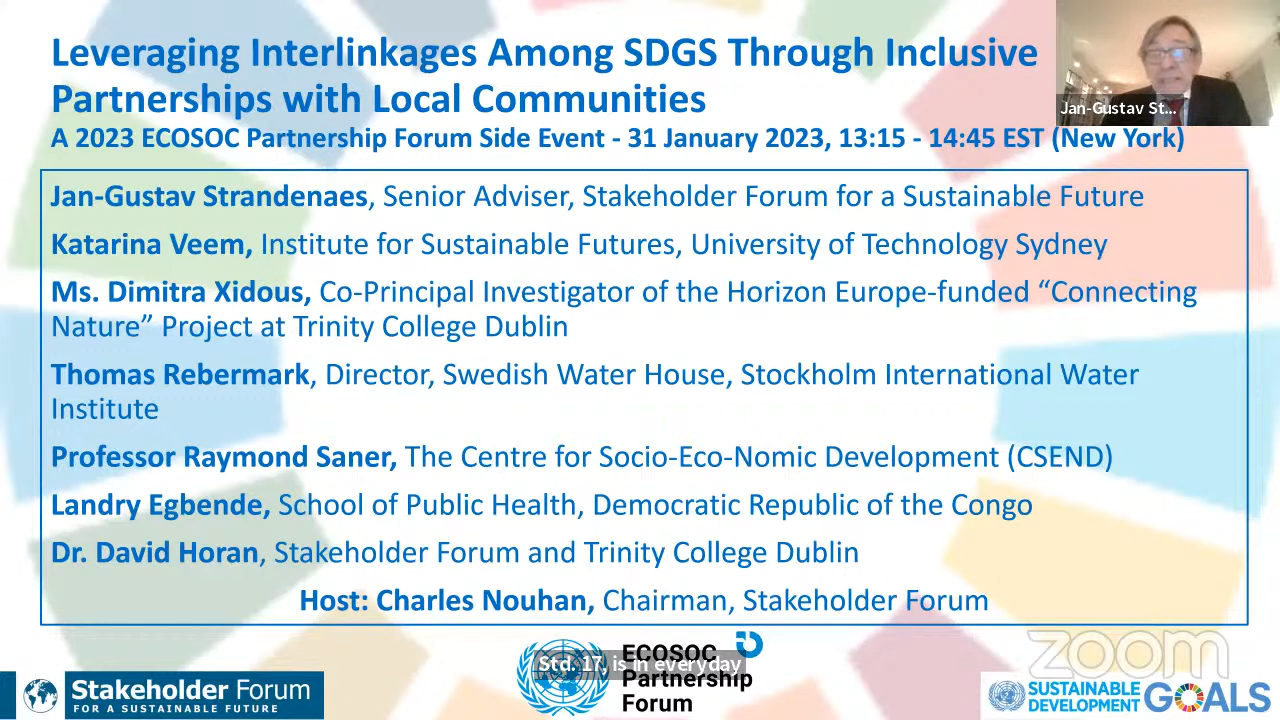 Leveraging Interlinkages Among SDGS Through Inclusive
Partnerships with Local Communities
A 2023 ECOSOC Partnership Forum Side Event - 31 January 2023, 13:15 - 14:45 EST (New York)
Jan-Gustav St...
Jan-Gustav Strandenaes, Senior Adviser, Stakeholder Forum for a Sustainable Future
Katarina Veem, Institute for Sustainable Futures, University of Technology Sydney
Ms. Dimitra Xidous, Co-Principal Investigator of the Horizon Europe-funded “Connecting
Nature” Project at Trinity College Dublin
Thomas Rebermark, Director, Swedish Water House, Stockholm International Water
Institute
Professor Raymond Saner, The Centre for Socio-Eco-Nomic Development (CSEND)
Landry Egbende, School of Public Health, Democratic Republic of the Congo
Dr. David Horan, Stakeholder Forum and Trinity College Dublin
Host: Charles Nouhan, Chairman, Stakeholder Forum
Stakeholder Forum
FOR A SUSTAINABLE FUTURE
ECOSOC
Partnership
Forum
Std. 17, is in everyday
zoom
SUSTAINABLE
DEVELOPMENT
GOALS